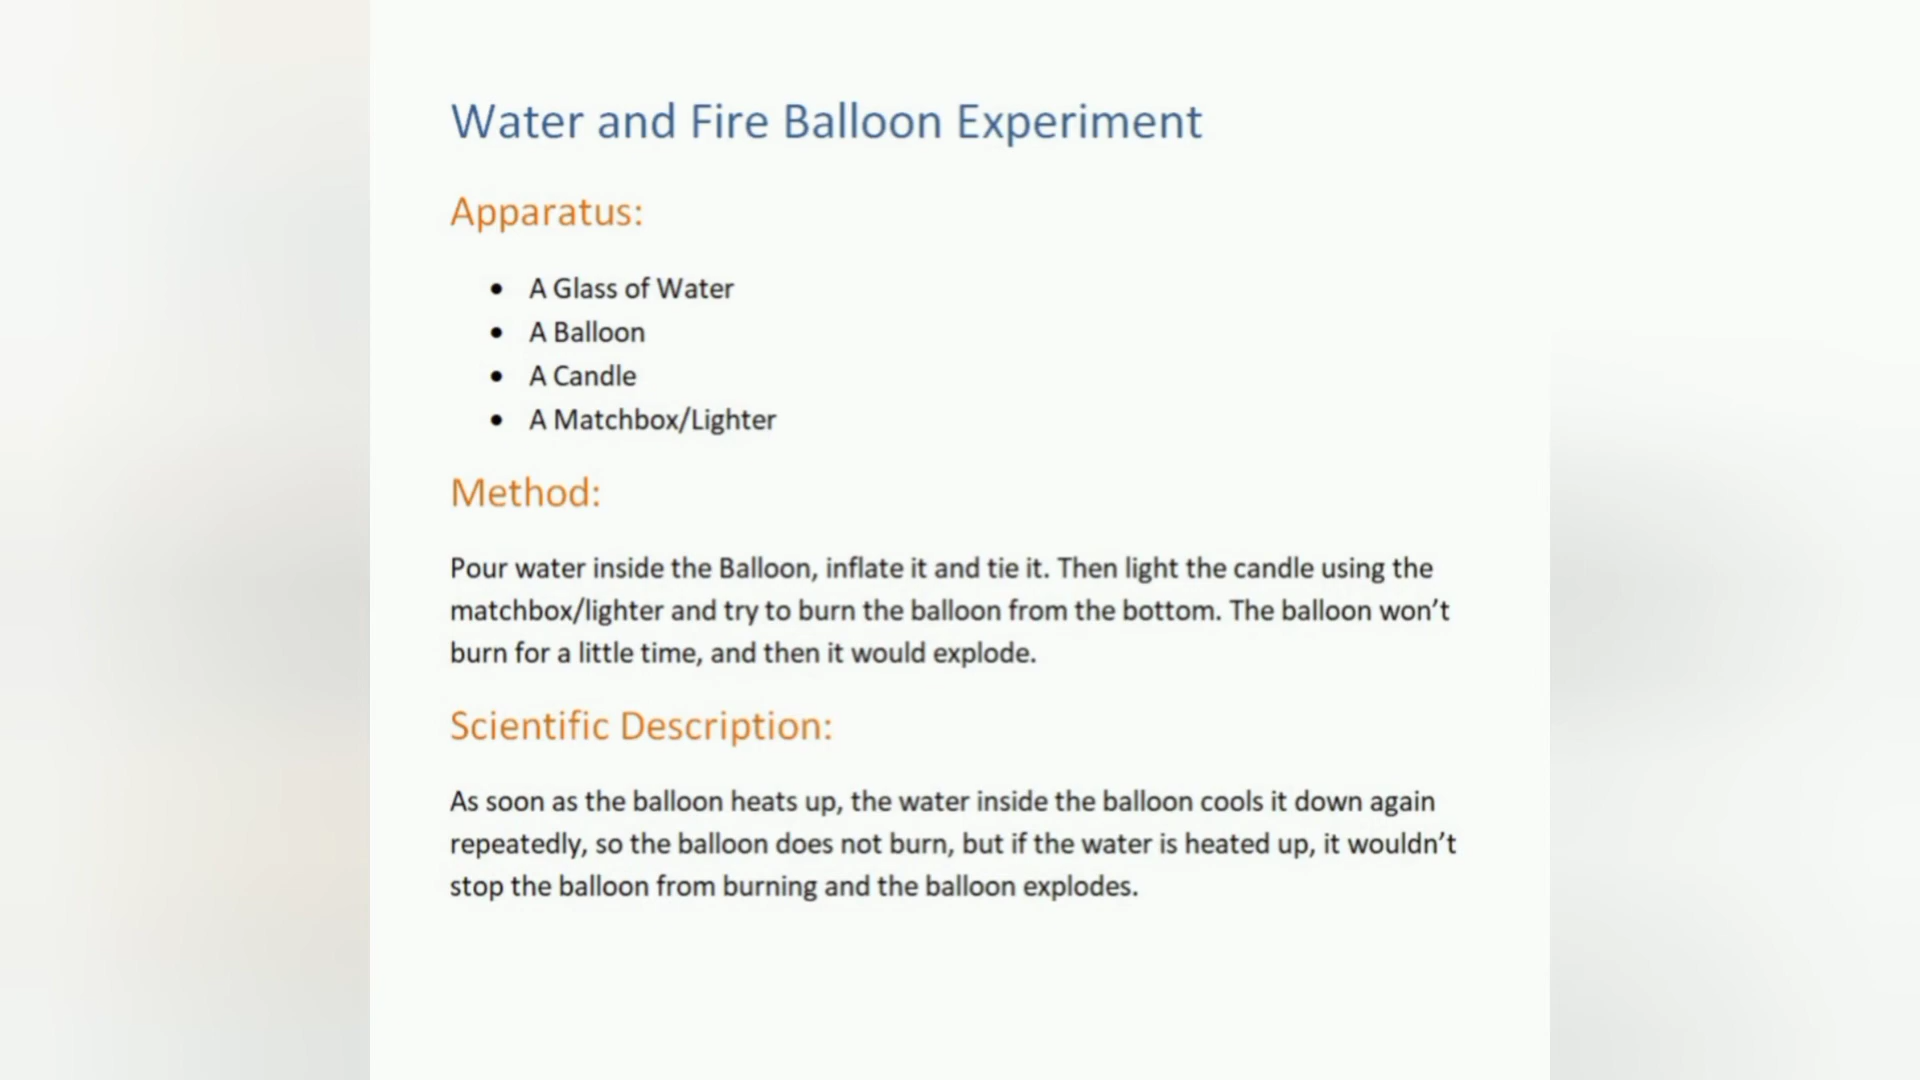 Water and Fire Balloon Experiment
Apparatus:
• A Glass of Water
• A Balloon
• A Candle
• A Matchbox/Lighter
Method:
Pour water inside the Balloon, inflate it and tie it. Then light the candle using the
matchbox/lighter and try to burn the balloon from the bottom. The balloon won’t
burn for a little time, and then it would explode.
Scientific Description:
As soon as the balloon heats up, the water inside the balloon cools it down again
repeatedly, so the balloon does not burn, but if the water is heated up, it wouldn’t
stop the balloon from burning and the balloon explodes.